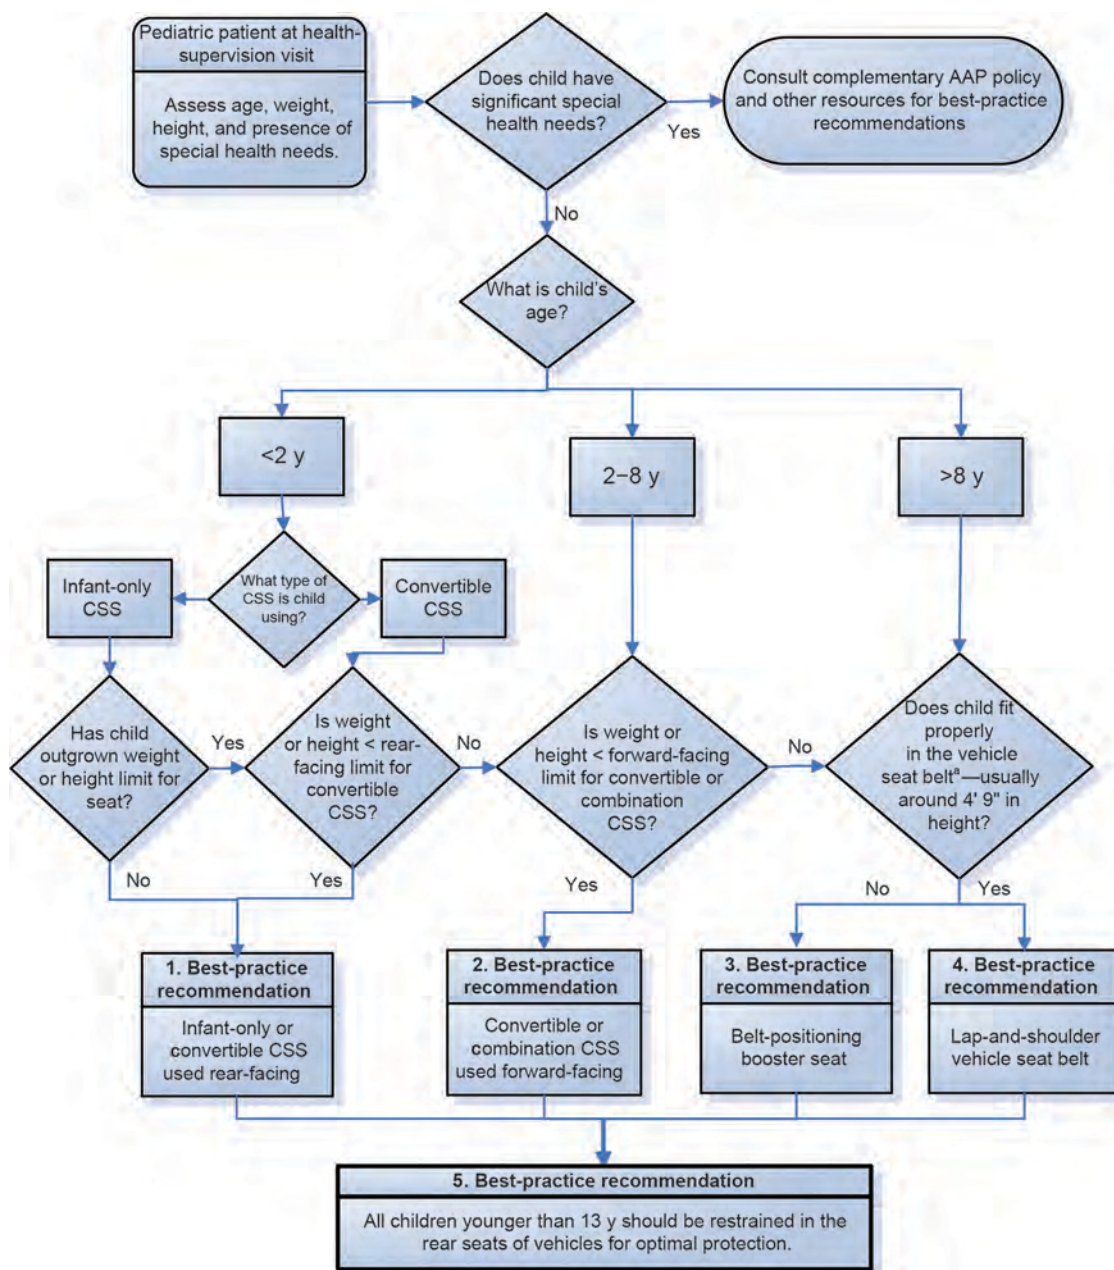 Pediatric patient at health-
supervision visit
Assess age, weight,
height, and presence of
special health needs.
Does child have
significant special
health needs?
Yes
Consult complementary AAP policy
and other resources for best-practice
recommendations
No
What is child's
age?
<2 y
2–8 y
>8 y
Infant-only
CSS
What type of
CSS is child
using?
Convertible
CSS
Has child
outgrown weight
or height limit for
seat?
Yes
Is weight
or height < rear-
facing limit for
convertible
CSS?
No
Is weight or
height < forward-facing
limit for convertible or
combination
CSS?
No
Does child fit
properly
in the vehicle
seat beltª—usually
around 4' 9" in
height?
No
Yes
Yes
No
Yes
1. Best-practice
recommendation
Infant-only or
convertible CSS
used rear-facing
2. Best-practice
recommendation
Convertible or
combination CSS
used forward-facing
3. Best-practice
recommendation
Belt-positioning
booster seat
4. Best-practice
recommendation
Lap-and-shoulder
vehicle seat belt
5. Best-practice recommendation
All children younger than 13 y should be restrained in the
rear seats of vehicles for optimal protection.